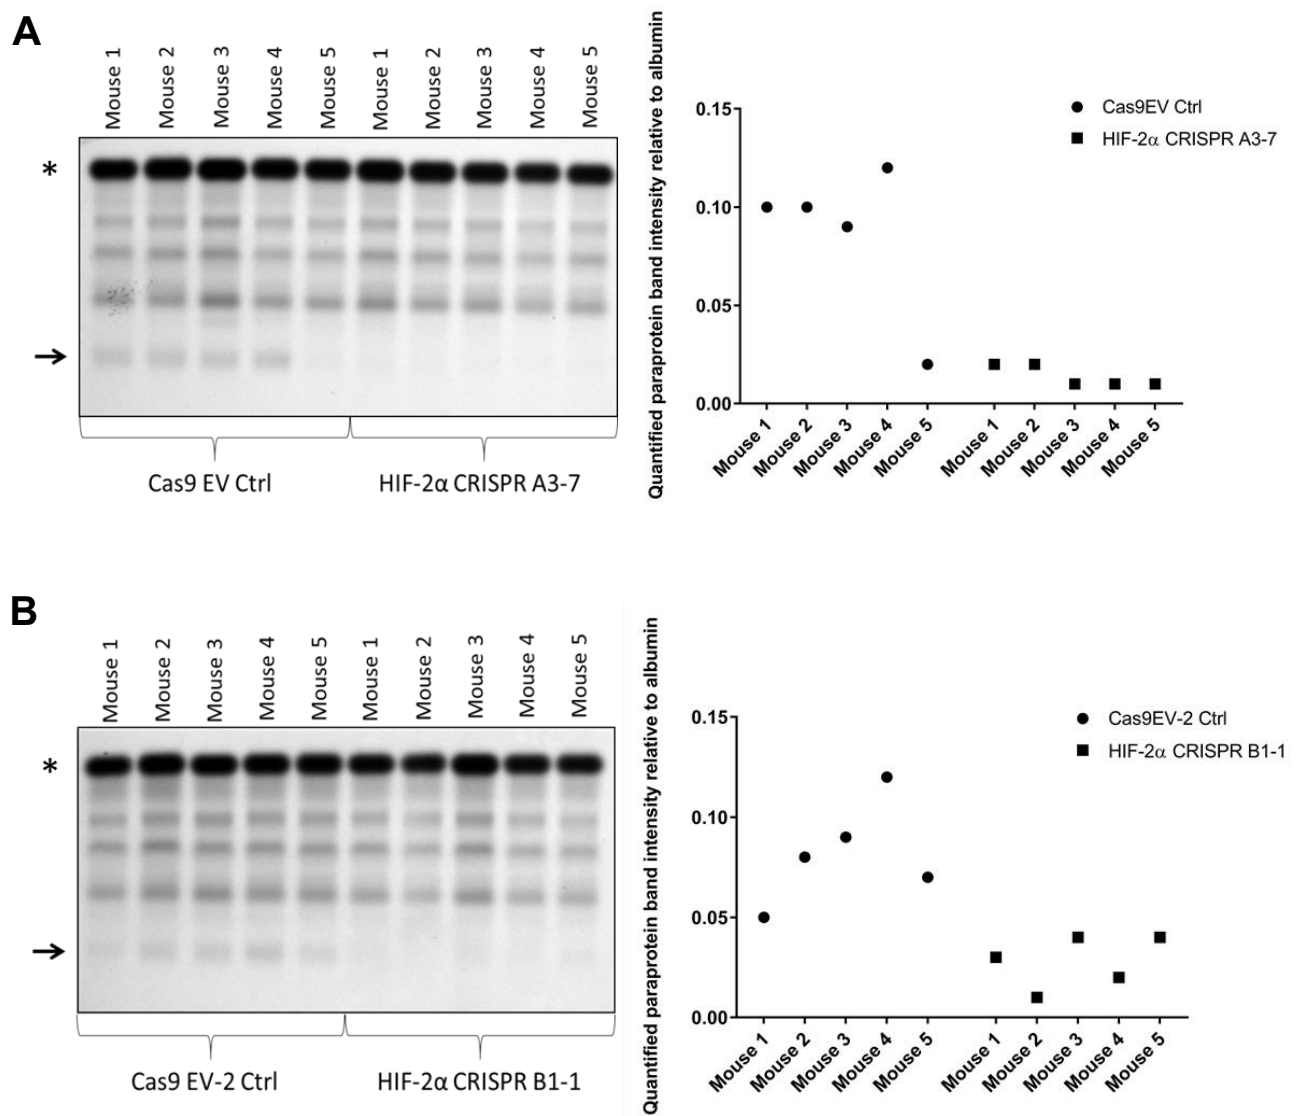 A
Mouse 1
Mouse 2
Mouse 3
Mouse 4
Mouse 5
Mouse 1
Mouse 2
Mouse 3
Mouse 4
Mouse 5
*
→
Cas9 EV Ctrl
HIF-2α CRISPR A3-7
Quantified paraprotein band intensity relative to albumin
0.15
0.10
0.05
0.00
Cas9EV Ctrl
HIF-2α CRISPR A3-7
Mouse 1
Mouse 2
Mouse 3
Mouse 4
Mouse 5
Mouse 1
Mouse 2
Mouse 3
Mouse 4
Mouse 5
B
Mouse 1
Mouse 2
Mouse 3
Mouse 4
Mouse 5
Mouse 1
Mouse 2
Mouse 3
Mouse 4
Mouse 5
*
→
Cas9 EV-2 Ctrl
HIF-2α CRISPR B1-1
Quantified paraprotein band intensity relative to albumin
0.15
0.10
0.05
0.00
Cas9EV-2 Ctrl
HIF-2α CRISPR B1-1
Mouse 1
Mouse 2
Mouse 3
Mouse 4
Mouse 5
Mouse 1
Mouse 2
Mouse 3
Mouse 4
Mouse 5